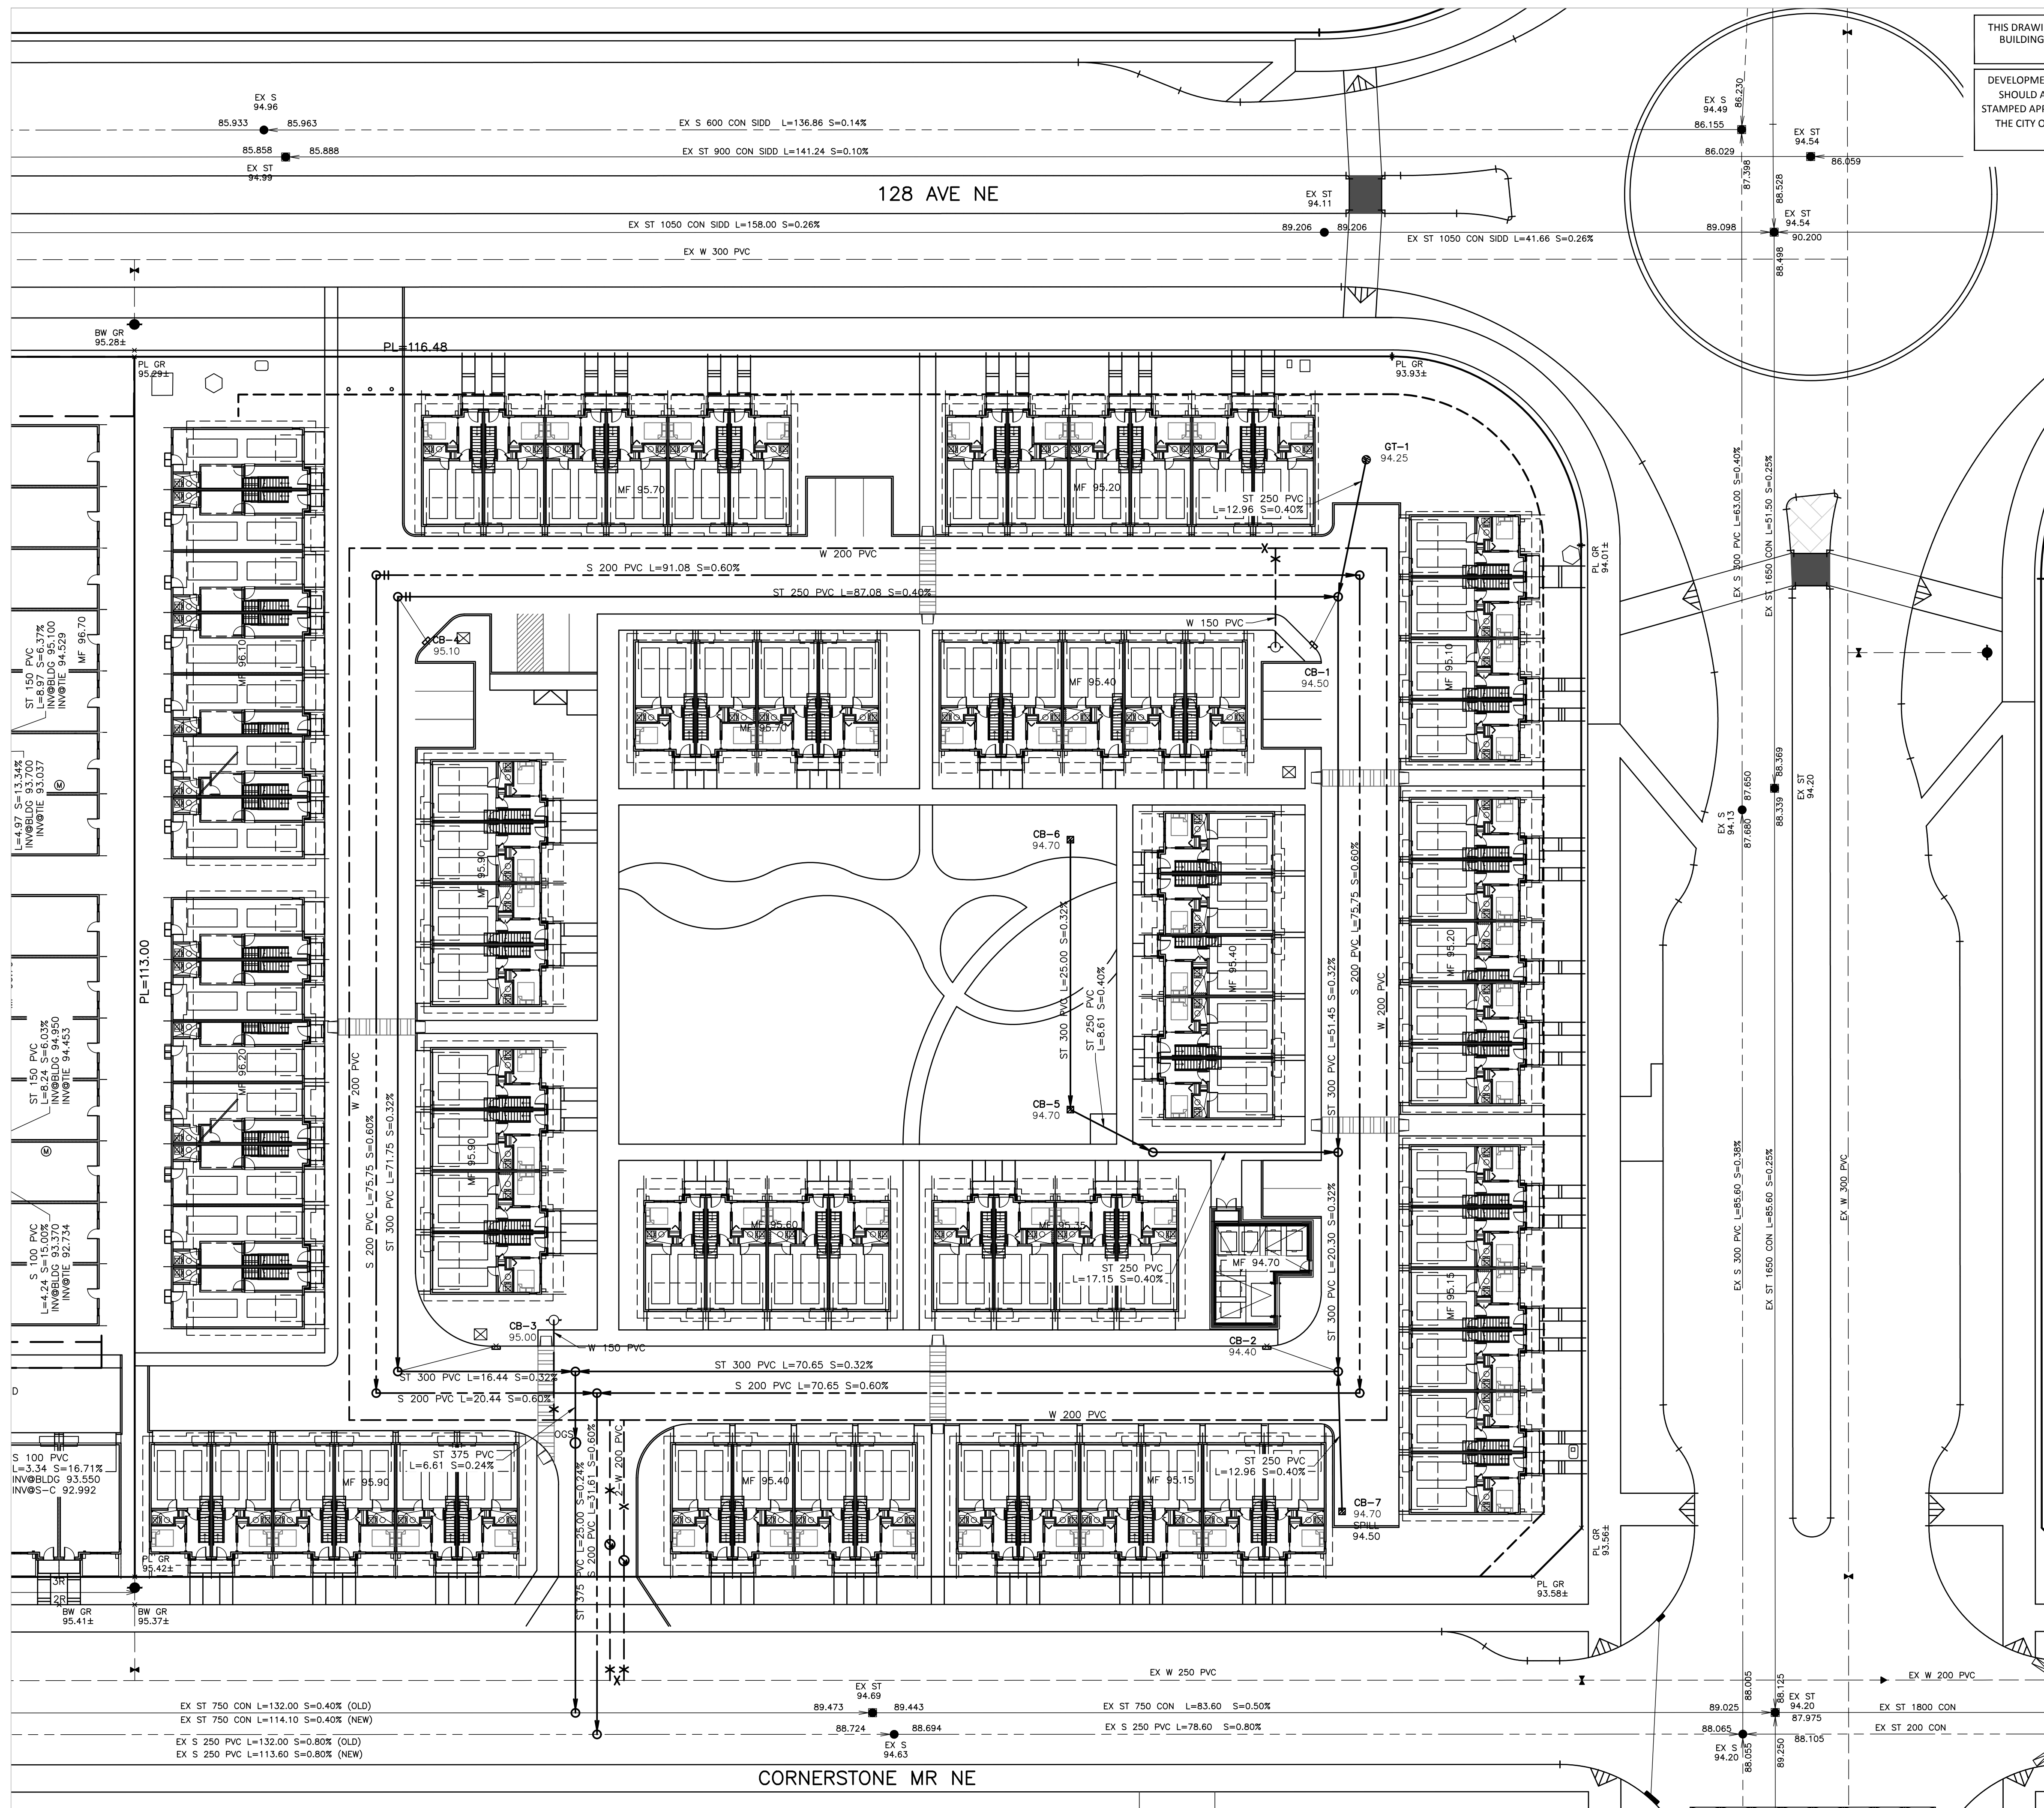 THIS DRAWI
BUILDING
DEVELOPME
SHOULD A
STAMPED APP
THE CITY O
EX S
94.96
85.933
85.963
EX S 600 CON SIDD L=136.86 S=0.14%
EX S
94.49
86.230
86.155
85.858
85.888
EX ST 900 CON SIDD L=141.24 S=0.10%
86.029
EX ST
94.54
86.059
EX ST
94.99
87.398
88.528
128 AVE NE
EX ST
94.11
EX ST 1050 CON SIDD L=158.00 S=0.26%
89.206
89.206
EX ST 1050 CON SIDD L=41.66 S=0.26%
89.098
EX ST
94.54
90.200
88.498
EX W 300 PVC
BW GR
95.28±
PL=116.48
PL GR
95.29±
PL GR
93.93±
GT-1
94.25
MF 95.70
MF 95.20
ST 250 PVC
L=12.96 S=0.40%
EX S 300 PVC L=63.00 S=0.40%
EX ST 1650 CON L=51.50 S=0.25%
PL GR
94.01±
W 200 PVC
S 200 PVC L=91.08 S=0.60%
ST 250 PVC L=87.08 S=0.40%
W 150 PVC
CB-4
95.10
CB-1
94.50
ST 150 PVC
L=8.97 S=6.37%
INV@BLDG 95.100
INV@TIE 94.529
MF 96.70
MF 96.10
MF 95.70
MF 95.40
MF 95.10
L=4.97 S=13.34%
INV@BLDG 93.700
INV@TIE 93.037
M
88.369
88.339
EX ST
94.20
EX S
94.13
87.650
87.680
CB-6
94.70
MF 95.90
PL=113.00
ST 300 PVC L=25.00 S=0.32%
ST 250 PVC
L=8.61 S=0.40%
MF 95.40
ST 300 PVC L=51.45 S=0.32%
S 200 PVC L=75.75 S=0.60%
W 200 PVC
MF 95.20
ST 150 PVC
L=8.24 S=6.03%
INV@BLDG 94.950
INV@TIE 94.453
M
MF 96.20
W 200 PVC
S 200 PVC L=75.75 S=0.60%
ST 300 PVC L=71.75 S=0.32%
CB-5
94.70
MF 95.90
EX S 300 PVC L=85.60 S=0.38%
EX ST 1650 CON L=85.60 S=0.25%
EX W 300 PVC
S 100 PVC
L=4.24 S=15.00%
INV@BLDG 93.370
INV@TIE 92.734
MF 95.60
MF 95.35
ST 250 PVC
L=17.15 S=0.40%
MF 94.70
ST 300 PVC L=20.30 S=0.32%
MF 95.15
CB-3
95.00
W 150 PVC
CB-2
94.40
ST 300 PVC L=16.44 S=0.32%
ST 300 PVC L=70.65 S=0.32%
S 200 PVC L=20.44 S=0.60%
S 200 PVC L=70.65 S=0.60%
W 200 PVC
D
OGS
S 100 PVC
L=3.34 S=16.71%
INV@BLDG 93.550
INV@S-C 92.992
MF 95.90
ST 375 PVC
L=6.61 S=0.24%
ST 375 PVC L=25.00 S=0.24%
S 200 PVC L=31.61 S=0.60%
2-W 200 PVC
MF 95.40
MF 95.15
ST 250 PVC
L=12.96 S=0.40%
CB-7
94.70
SPILL
94.50
PL GR
93.56±
PL GR
95.42±
3R
2R
BW GR
95.41±
BW GR
95.37±
PL GR
93.58±
EX W 250 PVC
EX W 200 PVC
EX ST 750 CON L=132.00 S=0.40% (OLD)
EX ST 750 CON L=114.10 S=0.40% (NEW)
EX ST
94.69
89.473
89.443
EX ST 750 CON L=83.60 S=0.50%
88.005
88.125
89.025
EX ST
94.20
87.975
EX ST 1800 CON
EX S 250 PVC L=132.00 S=0.80% (OLD)
EX S 250 PVC L=113.60 S=0.80% (NEW)
88.724
88.694
EX S
94.63
EX S 250 PVC L=78.60 S=0.80%
88.065
88.105
EX ST 200 CON
EX S
94.20
88.055
89.250
CORNERSTONE MR NE